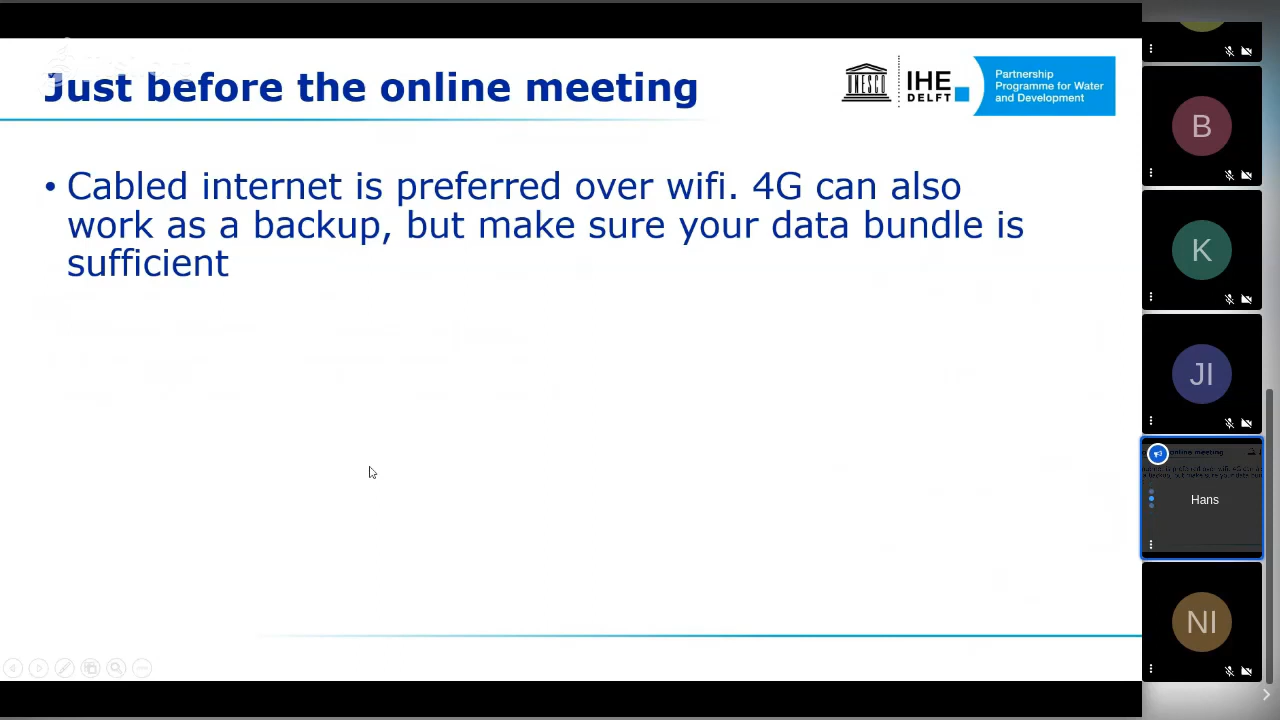 Just before the online meeting
UNESCO
IHE
DELFT
Partnership
Programme for Water
and Development
• Cabled internet is preferred over wifi. 4G can also
work as a backup, but make sure your data bundle is
sufficient
B
K
JI
online meeting
Hans
NI